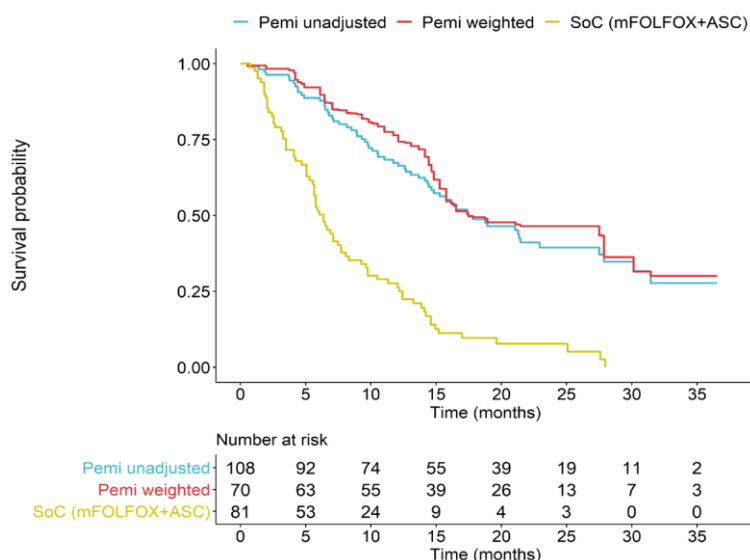 Pemi unadjusted Pemi weighted SoC (mFOLFOX+ASC)
1.00
0.75
0.50
0.25
0.00
Survival probability
0 5 10 15 20 25 30 35
Time (months)
Number at risk
Pemi unadjusted 108 92 74 55 39 19 11 2
Pemi weighted 70 63 55 39 26 13 7 3
SoC (mFOLFOX+ASC) 81 53 24 9 4 3 0 0
0 5 10 15 20 25 30 35
Time (months)